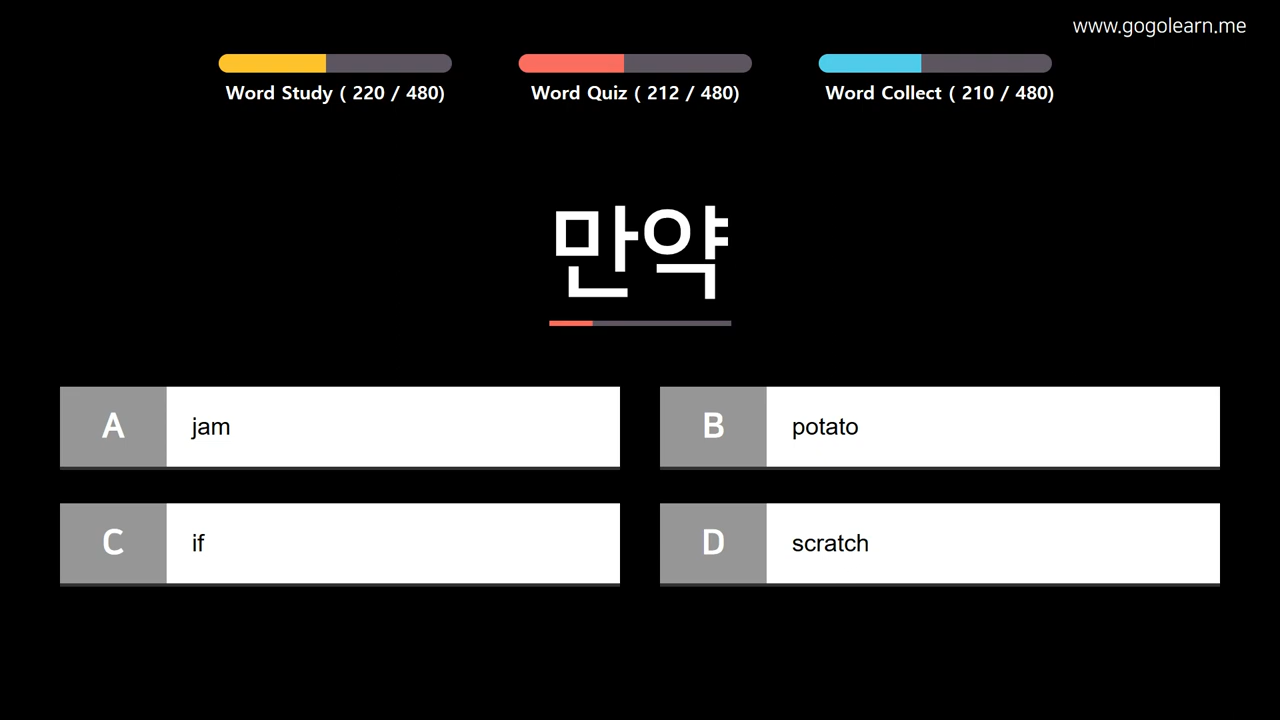 www.gogolearn.me
Word Study ( 220 / 480)
Word Quiz ( 212 / 480)
Word Collect ( 210 / 480)
만약
A jam
B potato
C if
D scratch